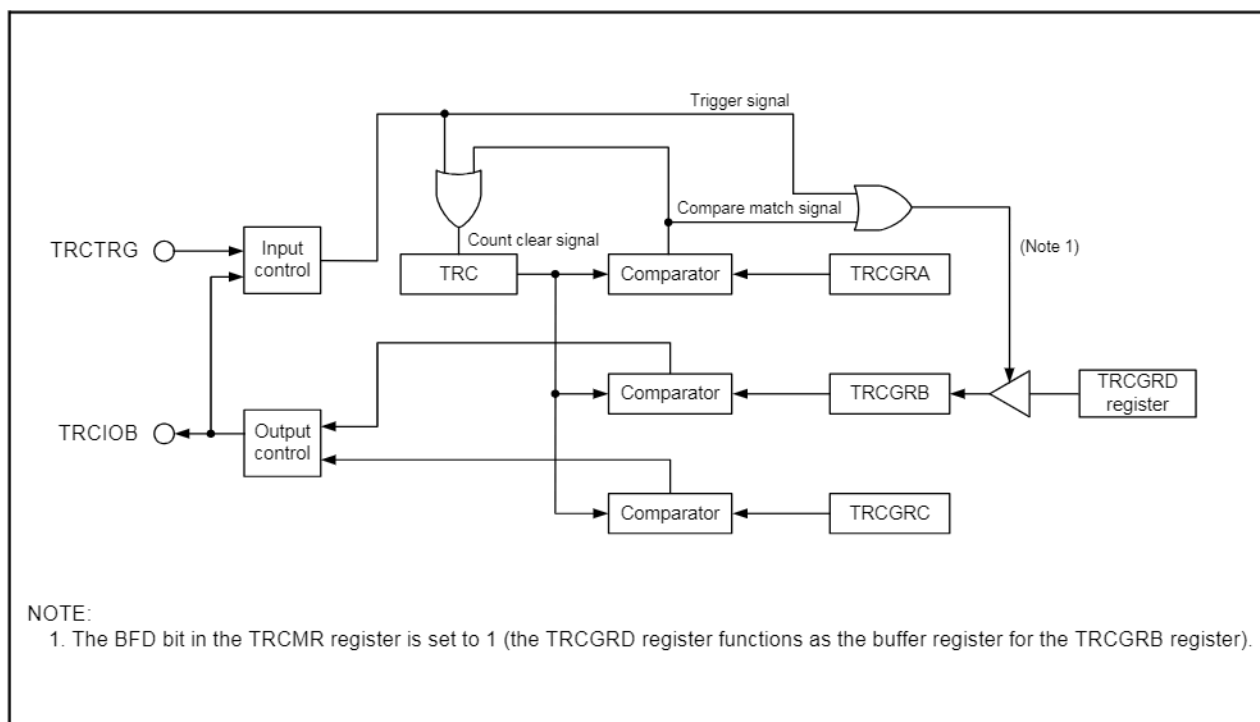 Trigger signal
Compare match signal
TRCTRG
Input
control
Count clear signal
(Note 1)
TRC
Comparator
TRCGRA
Comparator
TRCGRB
TRCGRD
register
TRCIOB
Output
control
Comparator
TRCGRC
NOTE:
1. The BFD bit in the TRCMR register is set to 1 (the TRCGRD register functions as the buffer register for the TRCGRB register).